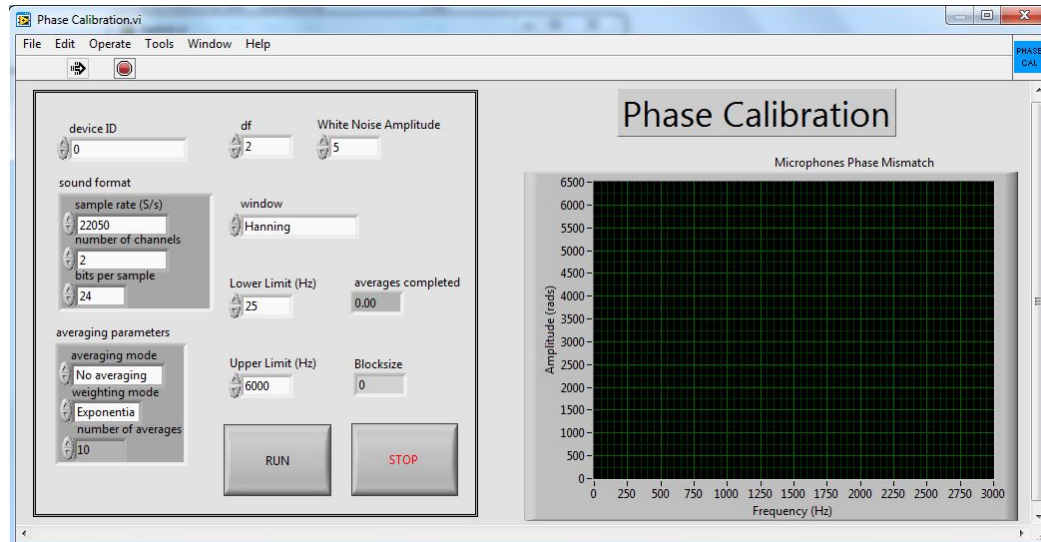 Phase Calibration.vi
File Edit Operate Tools Window Help
PHASE
CAL
device ID
0
df
2
White Noise Amplitude
5
sound format
sample rate (S/s)
22050
number of channels
2
bits per sample
24
window
Hanning
Lower Limit (Hz)
25
averages completed
0.00
averaging parameters
averaging mode
No averaging
weighting mode
Exponentia
number of averages
10
Upper Limit (Hz)
6000
Blocksize
0
RUN
STOP
Phase Calibration
Microphones Phase Mismatch
Amplitude (rads)
6500
6000
5500
5000
4500
4000
3500
3000
2500
2000
1500
1000
500
0
0 250 500 750 1000 1250 1500 1750 2000 2250 2500 2750 3000
Frequency (Hz)